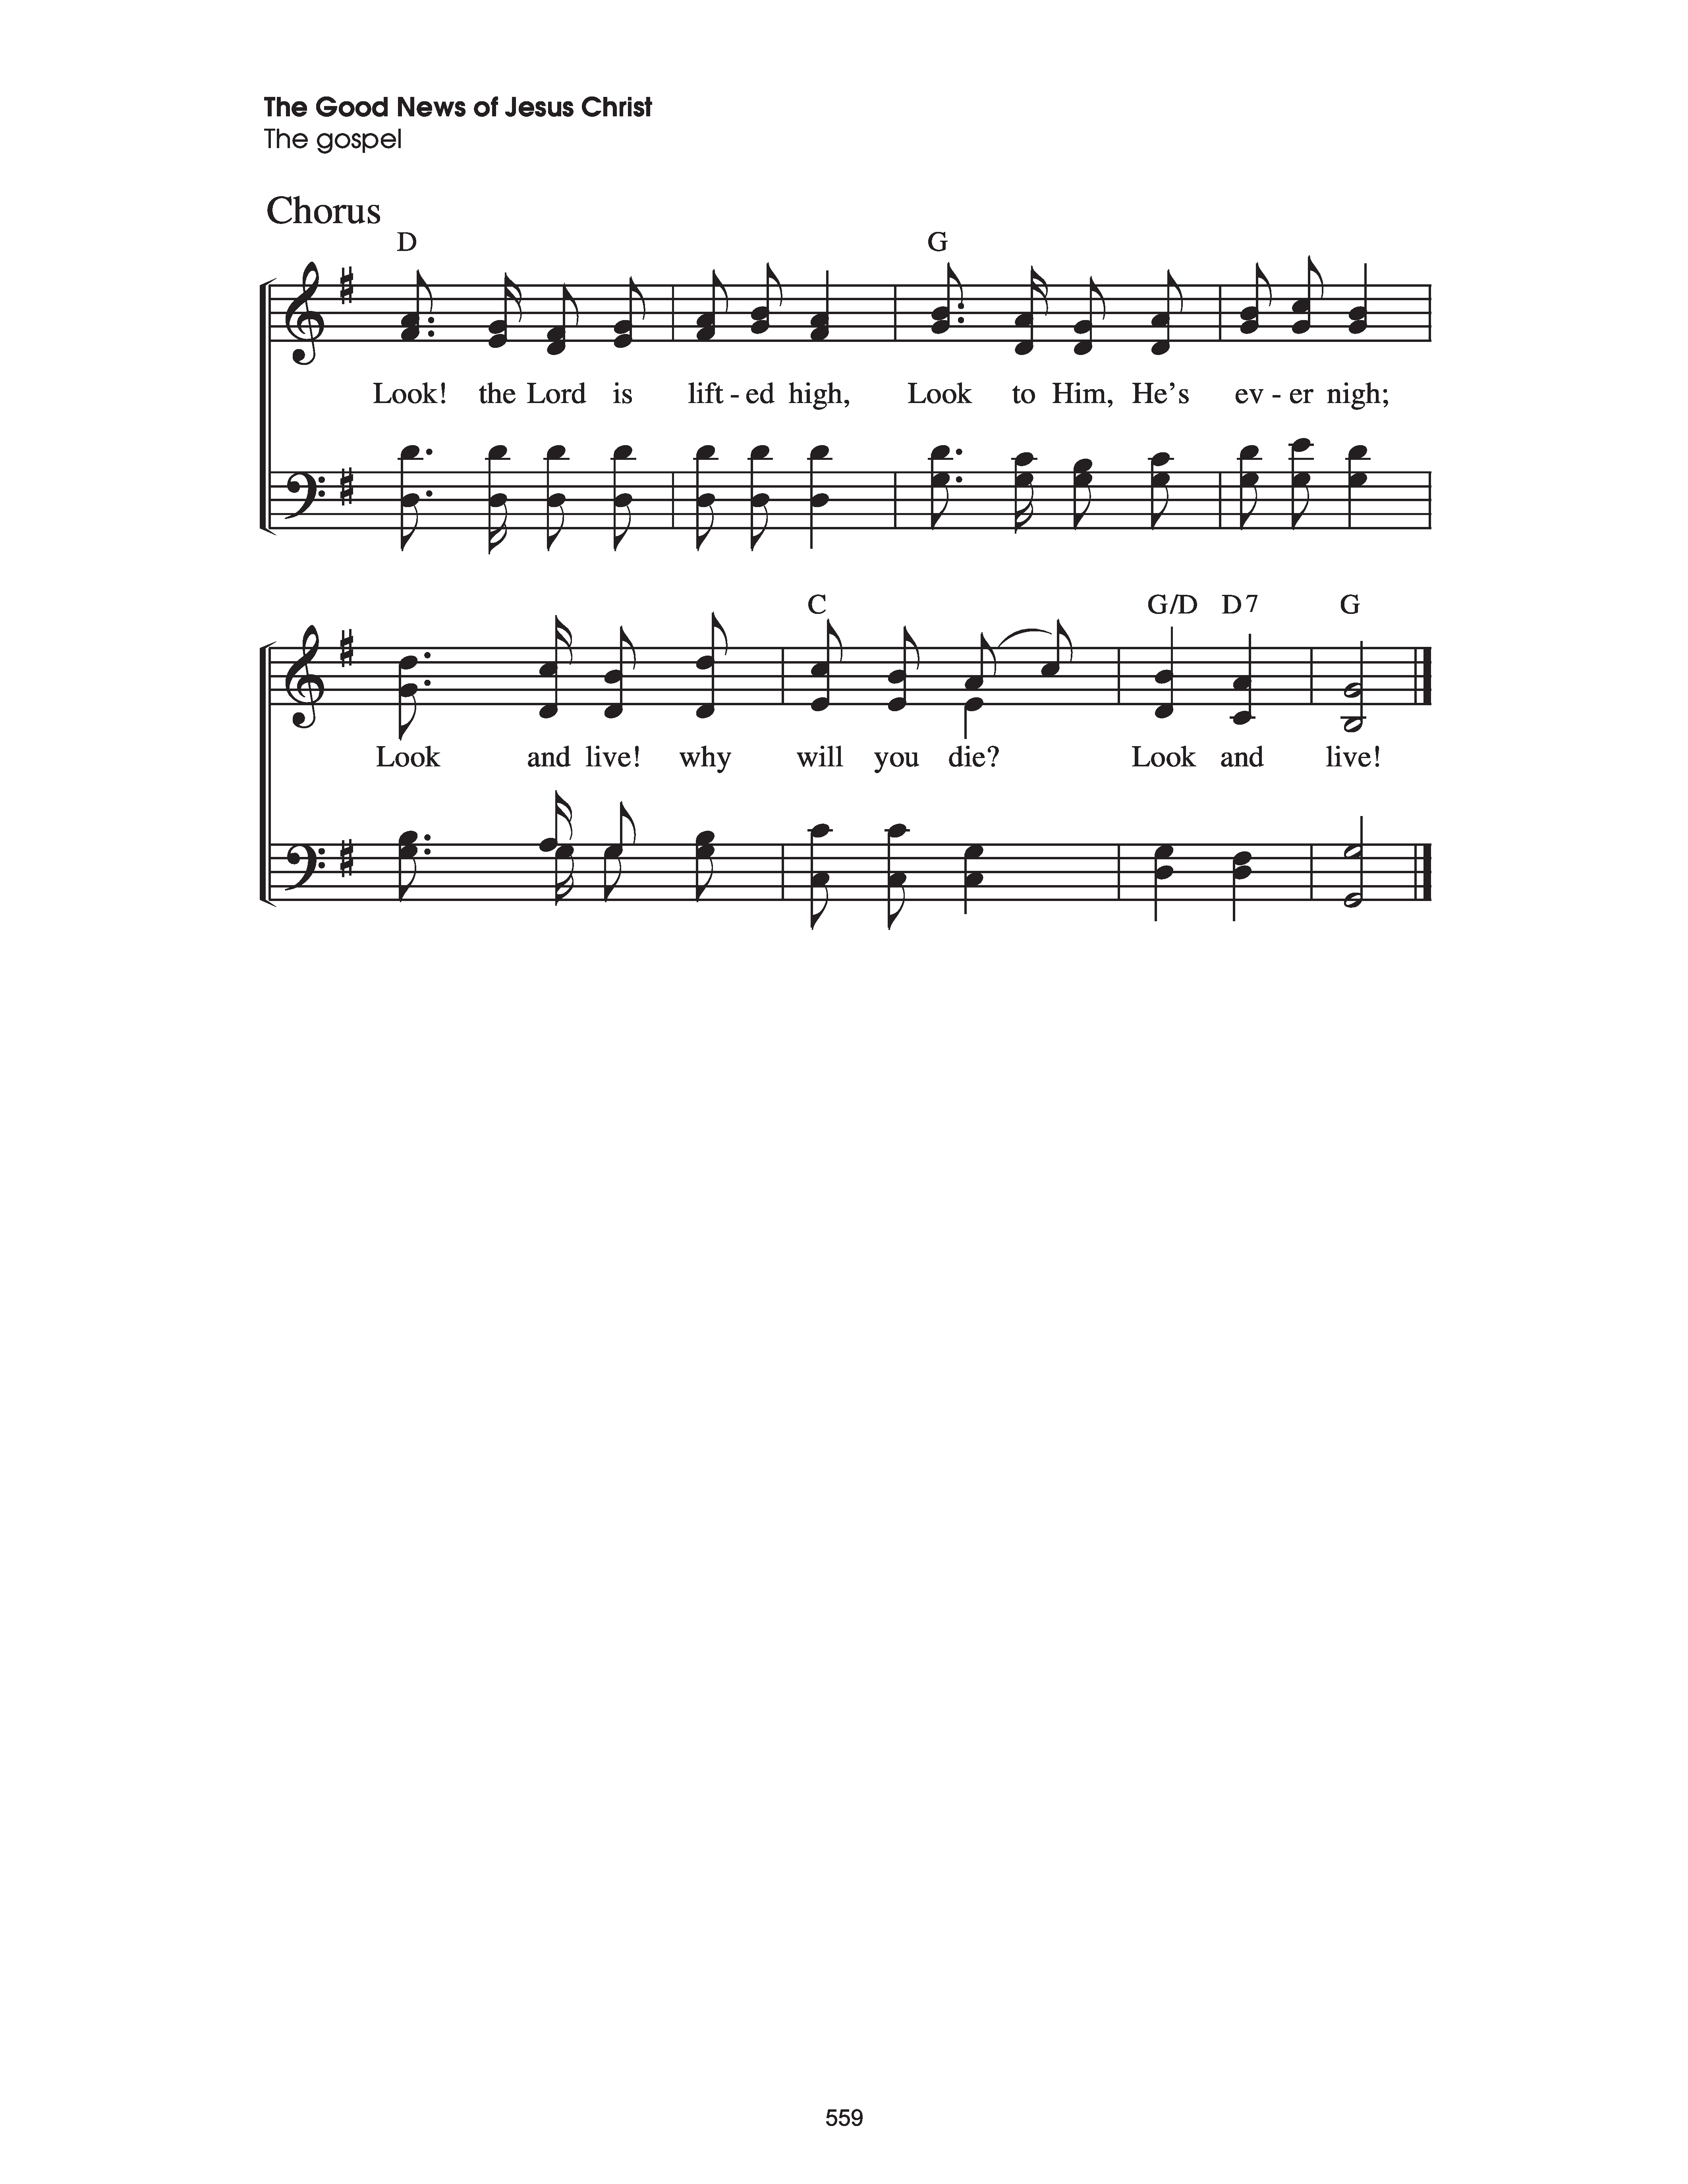 The Good News of Jesus Christ
The gospel
Chorus
D G
Look! the Lord is lift - ed high, Look to Him, He's ev - er nigh;
C G/D D7 G
Look and live! why will you die? Look and live!
559